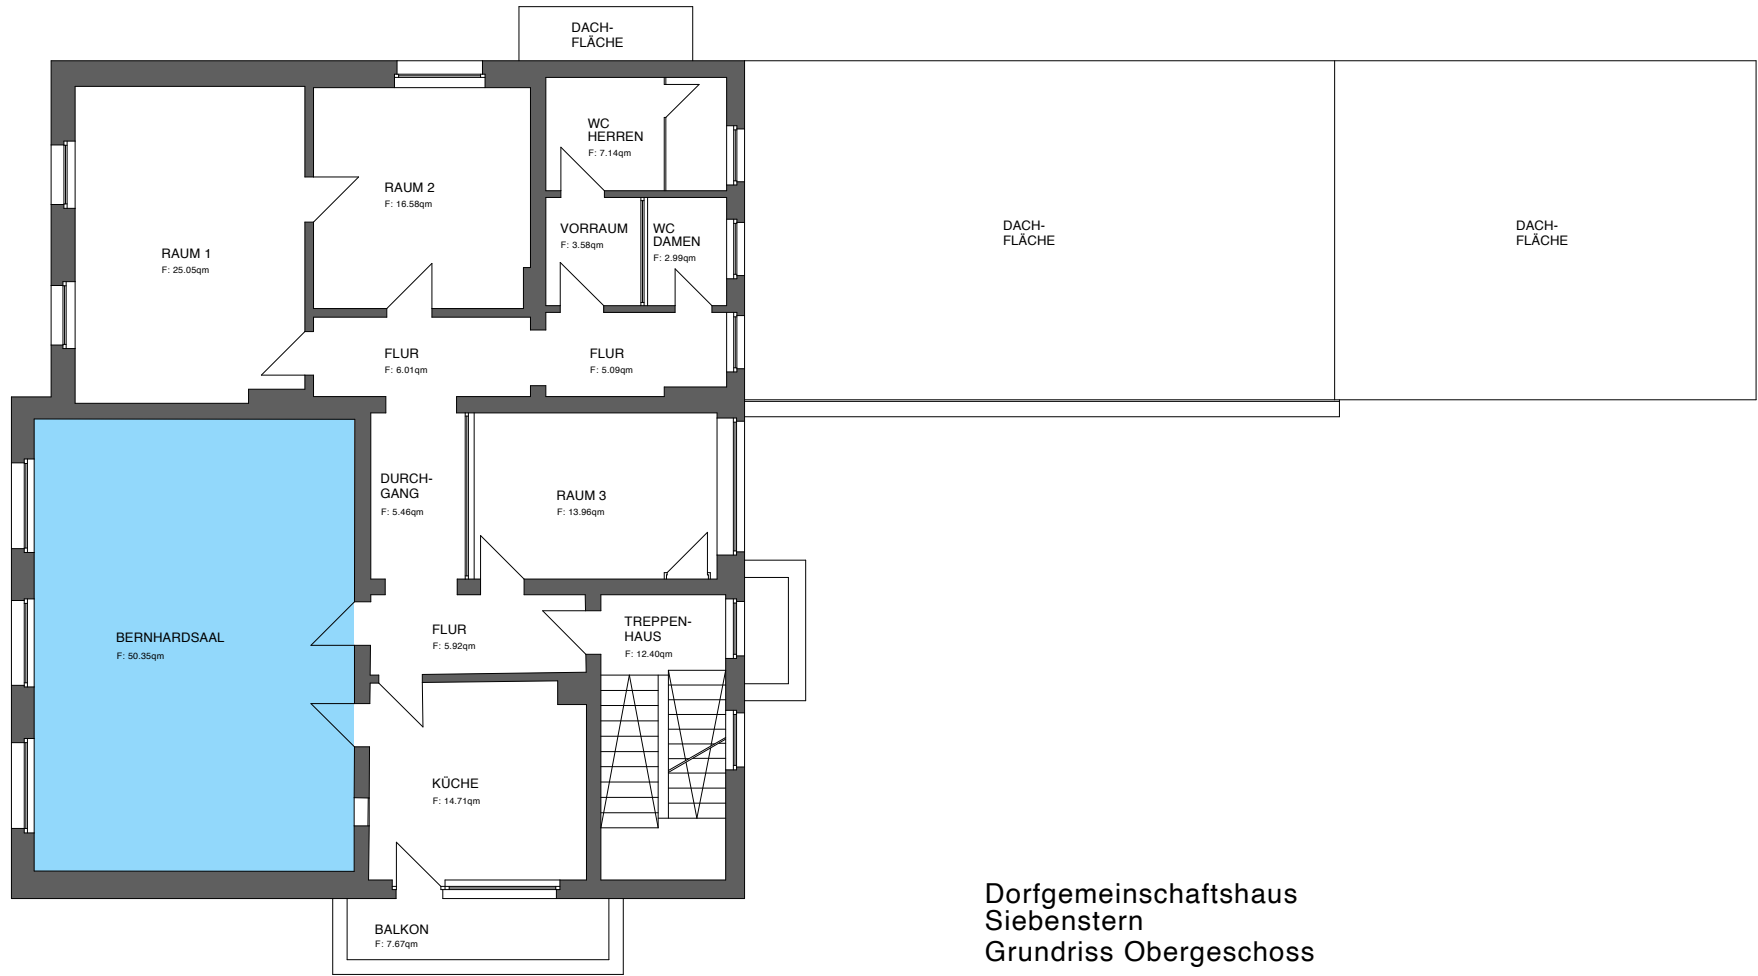 DACH-
FLÄCHE
WC
HERREN
F: 7.14qm
RAUM 2
F: 16.58qm
VORRAUM
F: 3.58qm
WC
DAMEN
F: 2.99qm
DACH-
FLÄCHE
DACH-
FLÄCHE
RAUM 1
F: 25.05qm
FLUR
F: 6.01qm
FLUR
F: 5.09qm
DURCH-
GANG
F: 5.46qm
RAUM 3
F: 13.96qm
BERNHARDSAAL
F: 50.35qm
FLUR
F: 5.92qm
TREPPEN-
HAUS
F: 12.40qm
KÜCHE
F: 14.71qm
BALKON
F: 7.67qm
Dorfgemeinschaftshaus
Siebenstern
Grundriss Obergeschoss